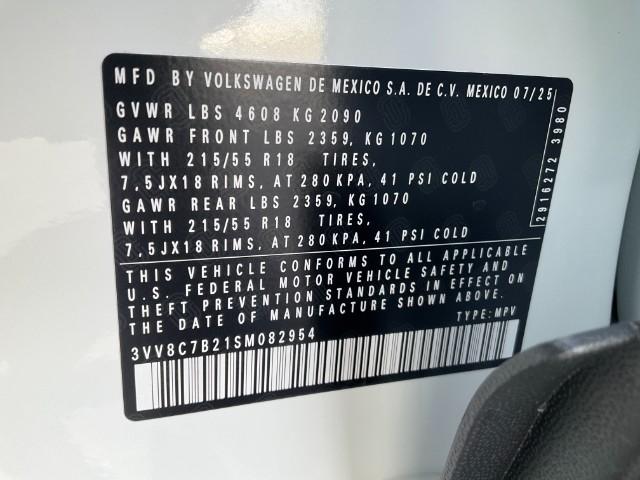 MFD BY VOLKSWAGEN DE MEXICO S.A. DE C.V. MEXICO 07/25
GVWR LBS 4608 KG 2090
GAWR FRONT LBS 2359, KG 1070
WITH 215/55 R18 TIRES,
7,5JX18 RIMS, AT 280 KPA, 41 PSI COLD
GAWR REAR LBS 2359, KG 1070
WITH 215/55 R18 TIRES,
7,5JX18 RIMS, AT 280 KPA, 41 PSI COLD
2916272 3980
THIS VEHICLE CONFORMS TO ALL APPLICABLE
U.S. FEDERAL MOTOR VEHICLE SAFETY AND
THEFT PREVENTION STANDARDS IN EFFECT ON
THE DATE OF MANUFACTURE SHOWN ABOVE.
3VV8C7B21SM082954 TYPE: MPV